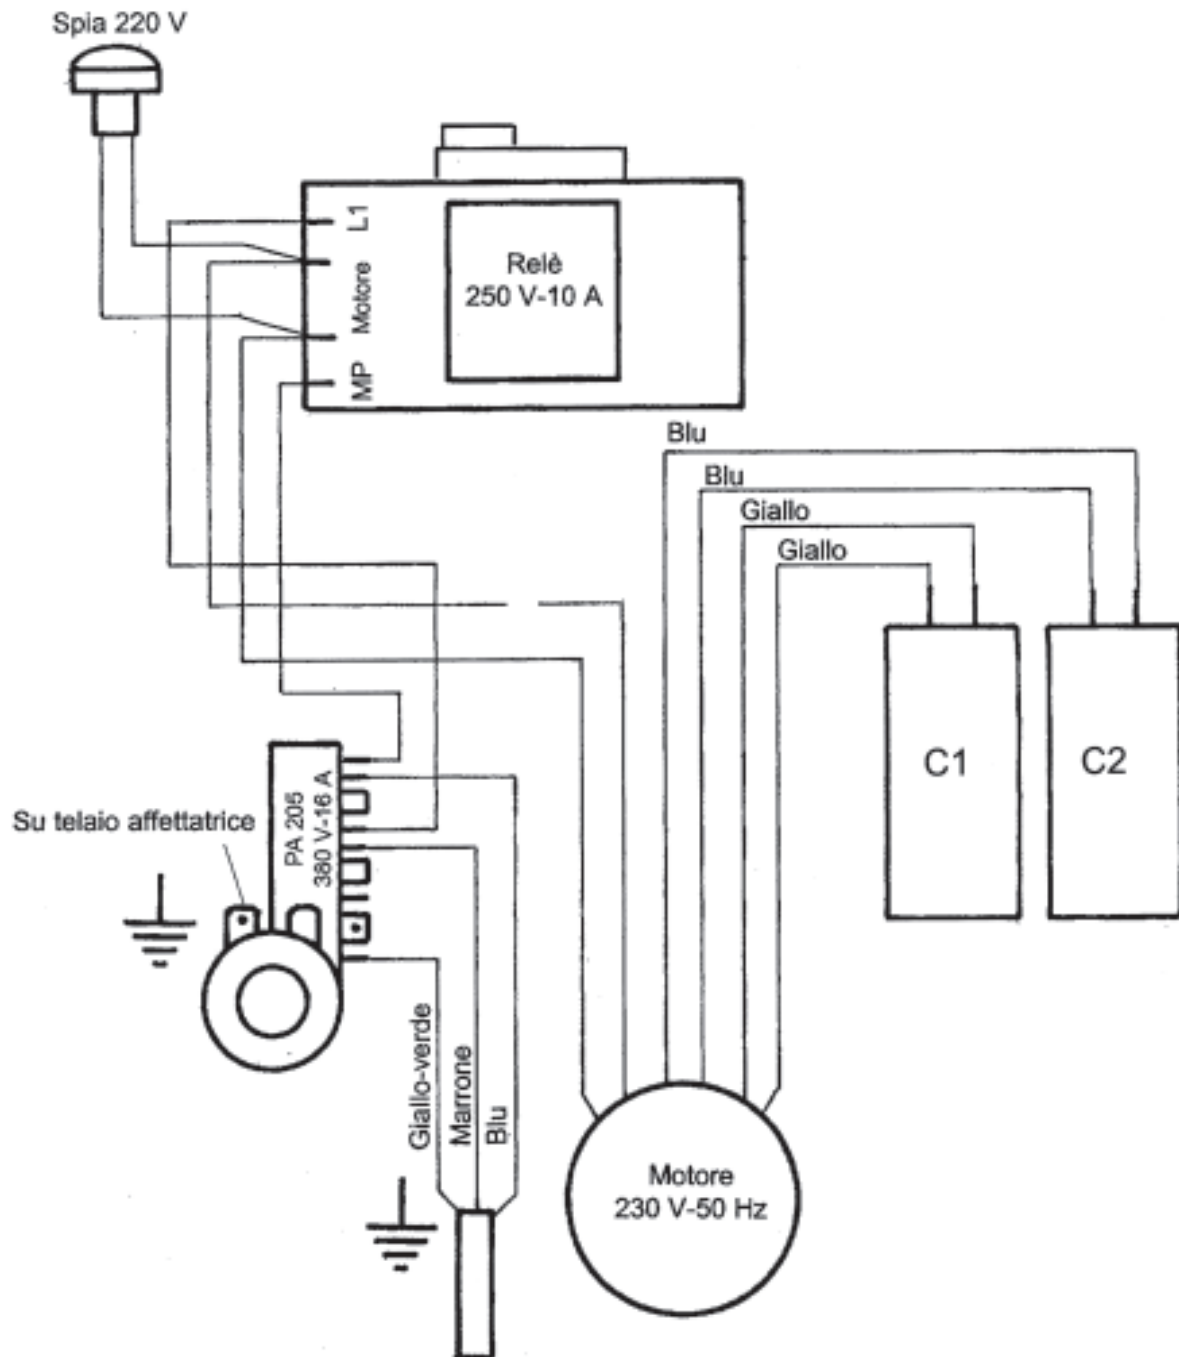 Spia 220 V
L1
Motore
MP
Relè
250 V-10 A
Blu
Blu
Giallo
Giallo
C1
C2
PA 205
380 V-16 A
Su telaio affettatrice
Giallo-verde
Marrone
Blu
Motore
230 V-50 Hz